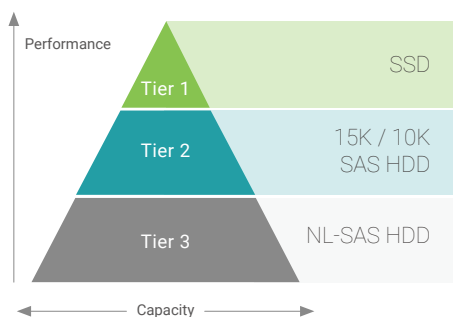 Performance
Tier 1
SSD
Tier 2
15K / 10K
SAS HDD
Tier 3
NL-SAS HDD
Capacity